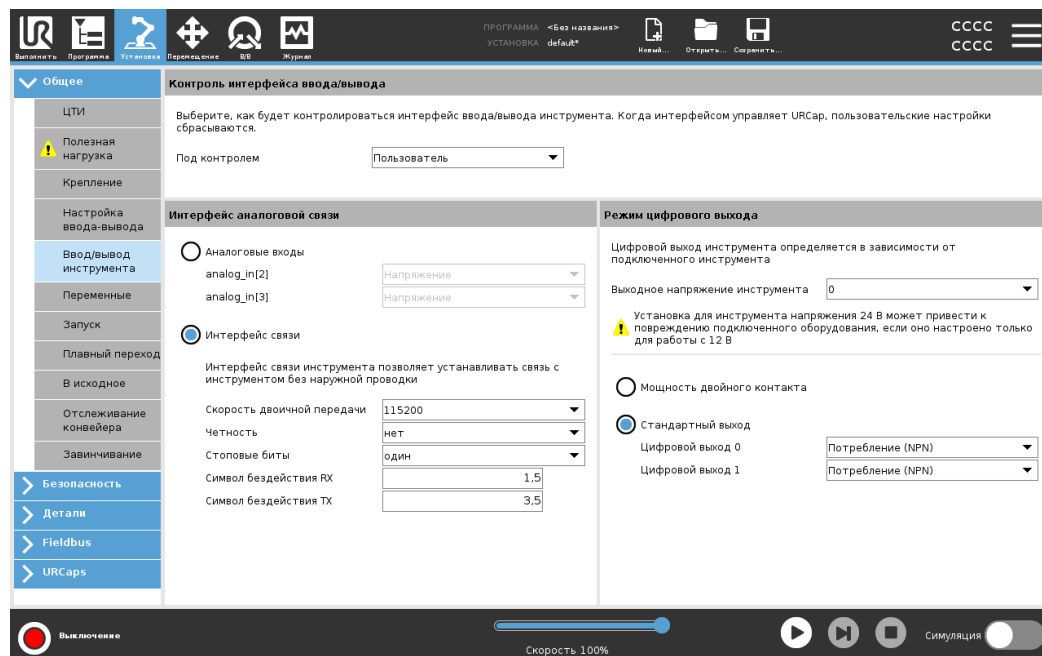 ПРОГРАММА <Без названия>
УСТАНОВКА default*
Выполнить Программа Установка Перемещение В/В Журнал
Новый... Открыть... Сохранить...
CCCC
CCCC
Общее
ЦТИ
Полезная
нагрузка
Крепление
Настройка
ввода-вывода
Ввод/вывод
инструмента
Переменные
Запуск
Плавный переход
В исходное
Отслеживание
конвейера
Завинчивание
Безопасность
Детали
Fieldbus
URCaps
Контроль интерфейса ввода/вывода
Выберите, как будет контролироваться интерфейс ввода/вывода инструмента. Когда интерфейсом управляет URCap, пользовательские настройки
сбрасываются.
Под контролем Пользователь
Интерфейс аналоговой связи
Аналоговые входы
analog_in[2] Напряжение
analog_in[3] Напряжение
Интерфейс связи
Интерфейс связи инструмента позволяет устанавливать связь с
инструментом без наружной проводки
Скорость двоичной передачи 115200
Четность нет
Стоповые биты один
Символ бездействия RX 1,5
Символ бездействия TX 3,5
Режим цифрового выхода
Цифровой выход инструмента определяется в зависимости от
подключенного инструмента
Выходное напряжение инструмента 0
Установка для инструмента напряжения 24 В может привести к
повреждению подключенного оборудования, если оно настроено только
для работы с 12 В
Мощность двойного контакта
Стандартный выход
Цифровой выход 0 Потребление (NPN)
Цифровой выход 1 Потребление (NPN)
Выключение
Скорость 100%
Симуляция